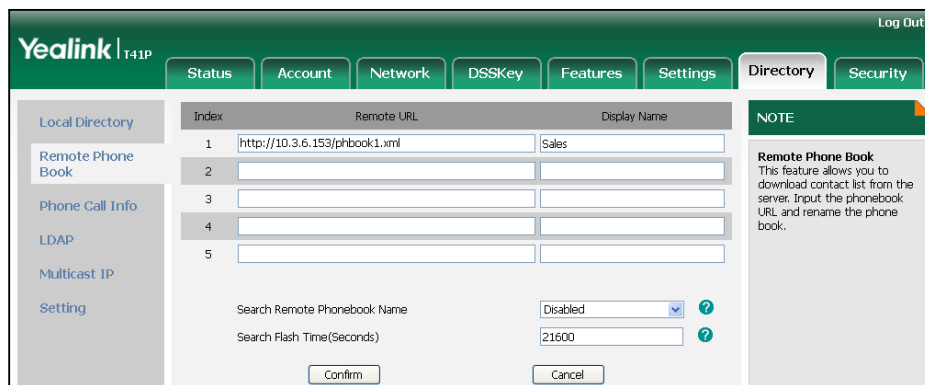 Log Out
Yealink | T41P
Status Account Network DSSKey Features Settings Directory Security
Local Directory
Remote Phone
Book
Phone Call Info
LDAP
Multicast IP
Setting
Index Remote URL Display Name
1 http://10.3.6.153/phbook1.xml Sales
2
3
4
5
Search Remote Phonebook Name Disabled ?
Search Flash Time(Seconds) 21600 ?
Confirm Cancel
NOTE
Remote Phone Book
This feature allows you to
download contact list from the
server. Input the phonebook
URL and rename the phone
book.